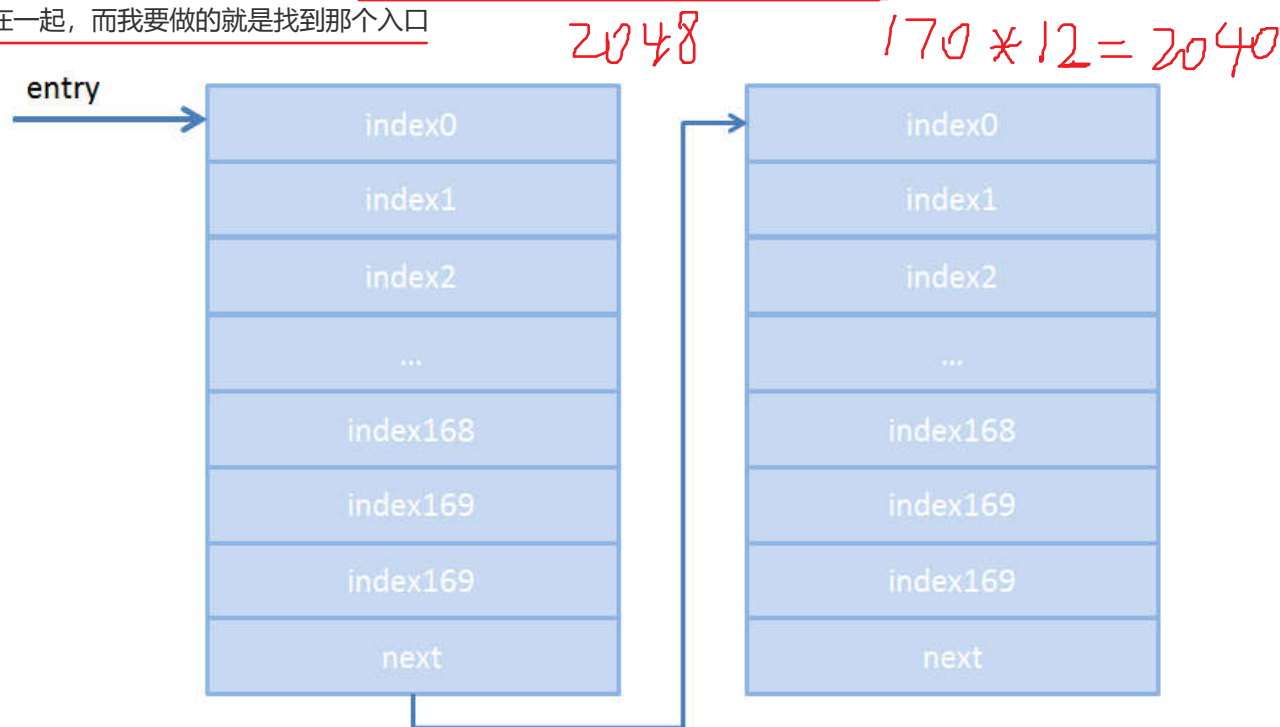 在一起，而我要做的就是找到那个入口
2048 170*12=2040
entry
index0 index0
index1 index1
index2 index2
... ...
index168 index168
index169 index169
index169 index169
next next